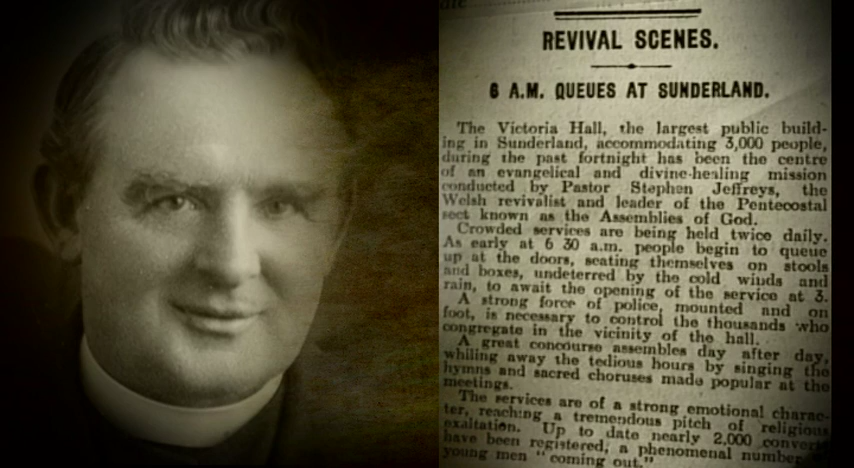 REVIVAL SCENES.
6 A.M. QUEUES AT SUNDERLAND.
The Victoria Hall, the largest public build-
ing in Sunderland, accommodating 3,000 people,
during the past fortnight has been the centre
of an evangelical and divine-healing mission
conducted by Pastor Stephen Jeffreys, the
Welsh revivalist and leader of the Pentecostal
sect known as the Assemblies of God.
Crowded services are being held twice daily.
As early at 6 30 a.m. people begin to queue
up at the doors, seating themselves on stools
and boxes, undeterred by the cold winds and
rain, to await the opening of the service at 3.
A strong force of police, mounted and on
foot, is necessary to control the thousands who
congregate in the vicinity of the hall.
A great concourse assembles day after day,
whiling away the tedious hours by singing the
hymns and sacred choruses made popular at the
meetings.
The services are of a strong emotional charac-
ter, reaching a tremendous pitch of religious
exaltation. Up to date nearly 2,000 converts
have been registered, a phenomenal number
young men "coming out."